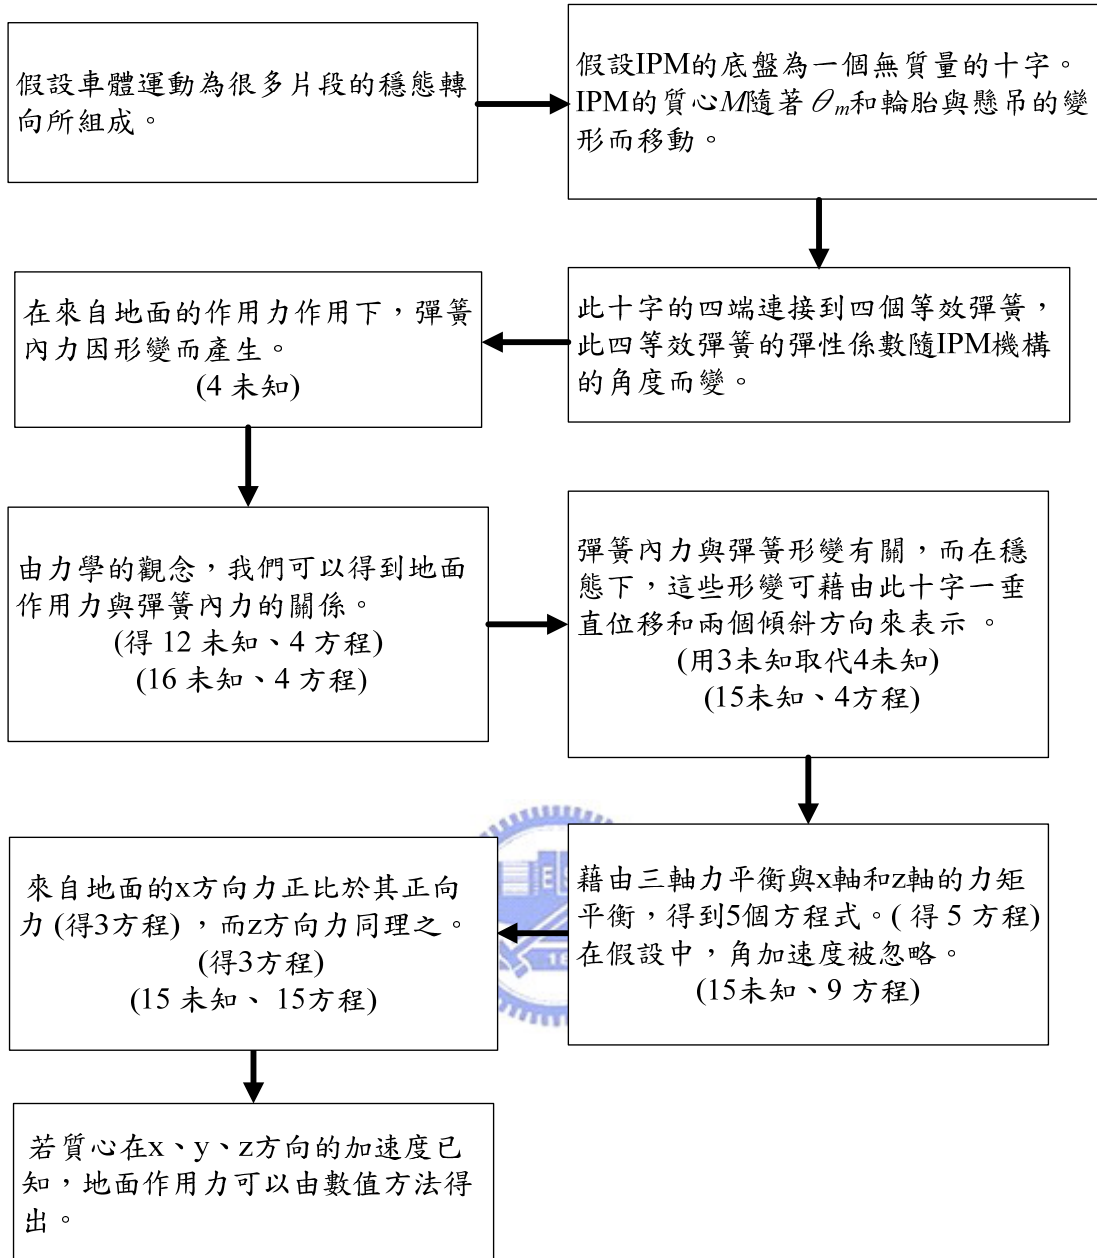 假設車體運動為很多片段的穩態轉
向所組成。
假設IPM的底盤為一個無質量的十字。
IPM的質心M隨著θm和輪胎與懸吊的變
形而移動。
此十字的四端連接到四個等效彈簧，
此四等效彈簧的彈性係數隨IPM機構
的角度而變。
在來自地面的作用力作用下，彈簧
內力因形變而產生。
(4 未知)
由力學的觀念，我們可以得到地面
作用力與彈簧內力的關係。
(得 12 未知、4 方程)
(16 未知、4 方程)
彈簧內力與彈簧形變有關，而在穩
態下，這些形變可藉由此十字一垂
直位移和兩個傾斜方向來表示 。
(用3未知取代4未知)
(15未知、4方程)
藉由三軸力平衡與x軸和z軸的力矩
平衡，得到5個方程式。( 得 5 方程)
在假設中，角加速度被忽略。
(15未知、9 方程)
來自地面的x方向力正比於其正向
力 (得3方程) ，而z方向力同理之。
(得3方程)
(15 未知、 15方程)
若質心在x、y、z方向的加速度已
知，地面作用力可以由數值方法得
出。